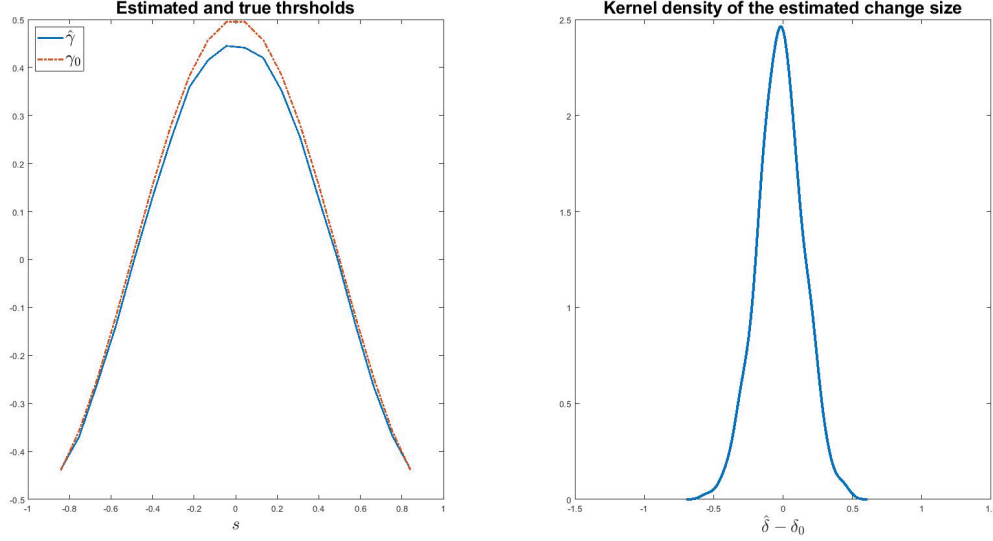 Estimated and true thrsholds
γ̂
γ₀
0.5
0.4
0.3
0.2
0.1
0
-0.1
-0.2
-0.3
-0.4
-0.5
-1 -0.8 -0.6 -0.4 -0.2 0 0.2 0.4 0.6 0.8 1
s
Kernel density of the estimated change size
2.5
2
1.5
1
0.5
0
-1.5 -1 -0.5 0 0.5 1 1.5
δ̂ − δ₀